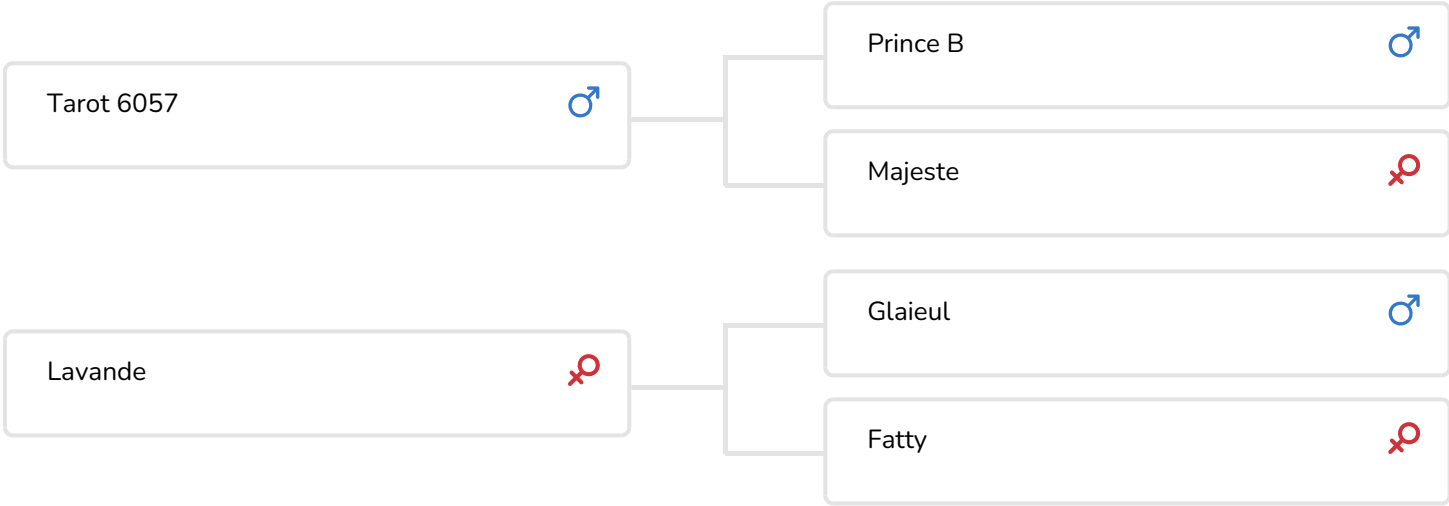 Prince B
Tarot 6057
Majeste
Glaieul
Lavande
Fatty